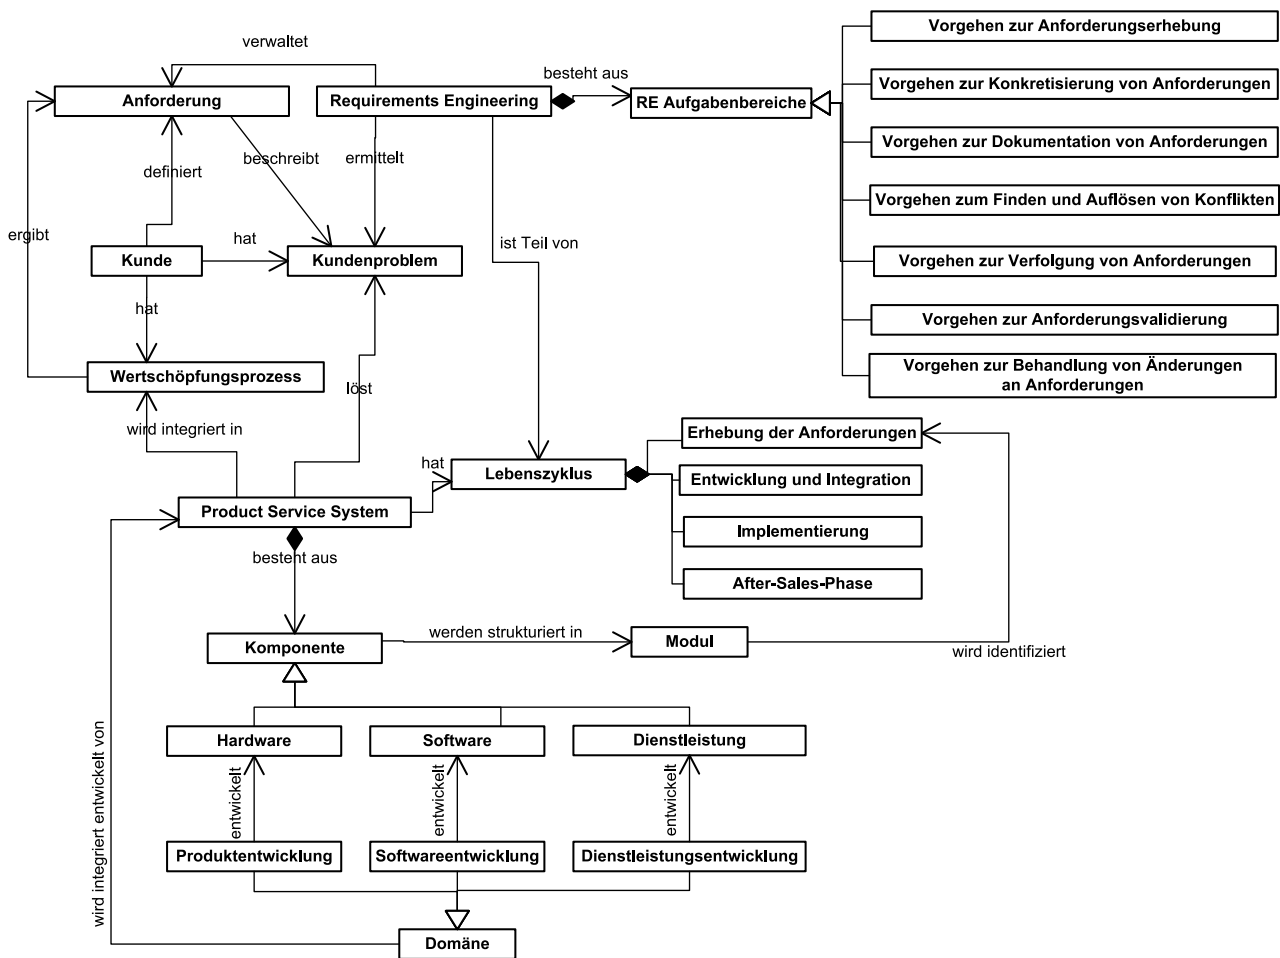 Vorgehen zur Anforderungserhebung
verwaltet
besteht aus
Vorgehen zur Konkretisierung von Anforderungen
Anforderung
Requirements Engineering
RE Aufgabenbereiche
Vorgehen zur Dokumentation von Anforderungen
definiert
beschreibt
ermittelt
Vorgehen zum Finden und Auflösen von Konflikten
ergibt
hat
ist Teil von
Kunde
Kundenproblem
Vorgehen zur Verfolgung von Anforderungen
hat
Vorgehen zur Anforderungsvalidierung
Wertschöpfungsprozess
löst
Vorgehen zur Behandlung von Änderungen
an Anforderungen
wird integriert in
Erhebung der Anforderungen
hat
Lebenszyklus
Entwicklung und Integration
Product Service System
Implementierung
besteht aus
After-Sales-Phase
Komponente
werden strukturiert in
Modul
wird identifiziert
Hardware
Software
Dienstleistung
wird integriert entwickelt von
entwickelt
entwickelt
entwickelt
Produktentwicklung
Softwareentwicklung
Dienstleistungsentwicklung
Domäne